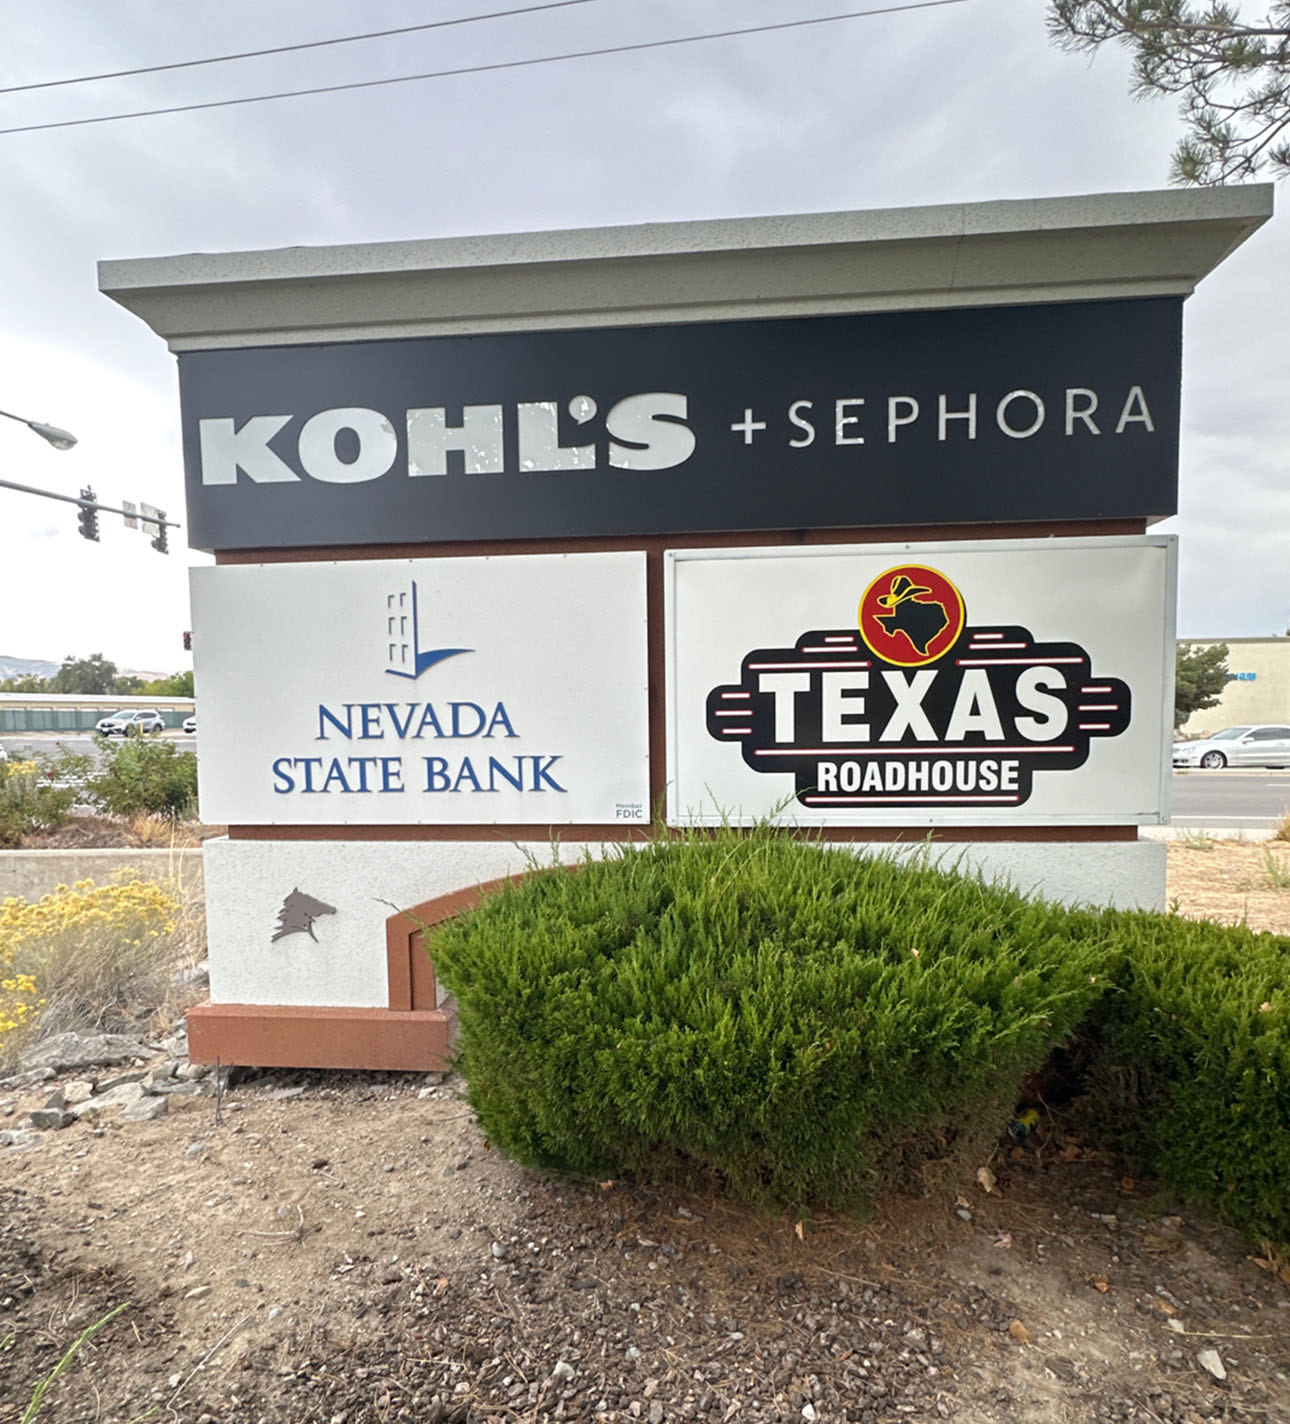 KOHL'S + SEPHORA
NEVADA
STATE BANK
Member
FDIC
TEXAS
ROADHOUSE